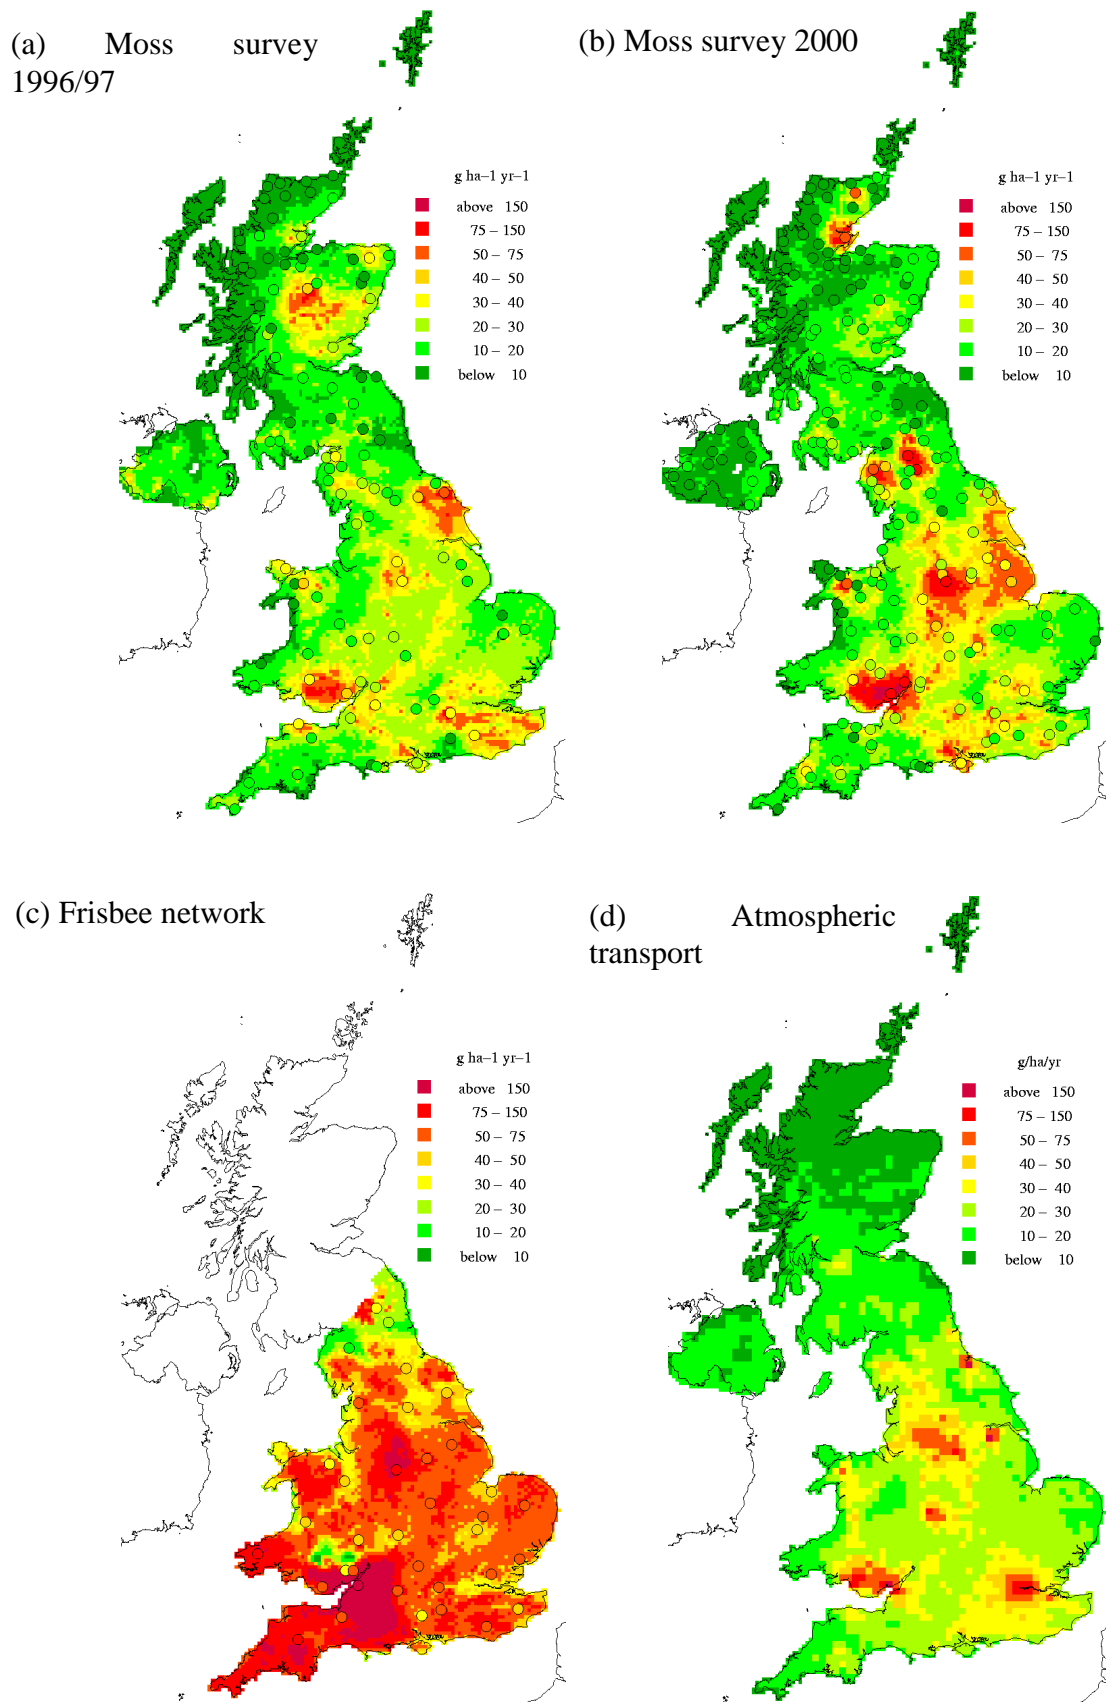 (a) Moss survey
1996/97
g ha−1 yr−1
above 150
75 − 150
50 − 75
40 − 50
30 − 40
20 − 30
10 − 20
below 10
(b) Moss survey 2000
g ha−1 yr−1
above 150
75 − 150
50 − 75
40 − 50
30 − 40
20 − 30
10 − 20
below 10
(c) Frisbee network
g ha−1 yr−1
above 150
75 − 150
50 − 75
40 − 50
30 − 40
20 − 30
10 − 20
below 10
(d) Atmospheric
transport
g/ha/yr
above 150
75 − 150
50 − 75
40 − 50
30 − 40
20 − 30
10 − 20
below 10